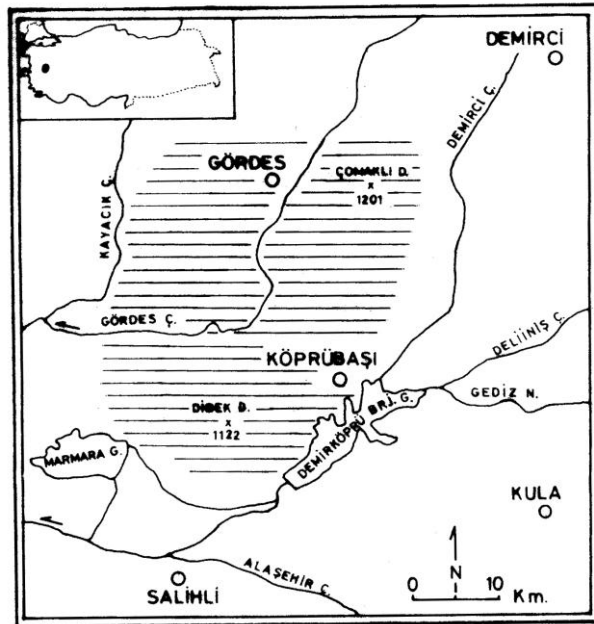 DEMİRCİ
DEMİRCİ Ç.
GÖRDES
ÇOMAKLI D.
x
1201
KAYACIK Ç.
GÖRDES Ç.
DELİİNİŞ Ç.
KÖPRÜBAŞI
GEDİZ N.
DİBEK D.
x
1122
DEMİRKÖPRÜ BRJ. G.
MARMARA G.
KULA
ALAŞEHİR Ç.
SALİHLİ
N
0 10
Km.